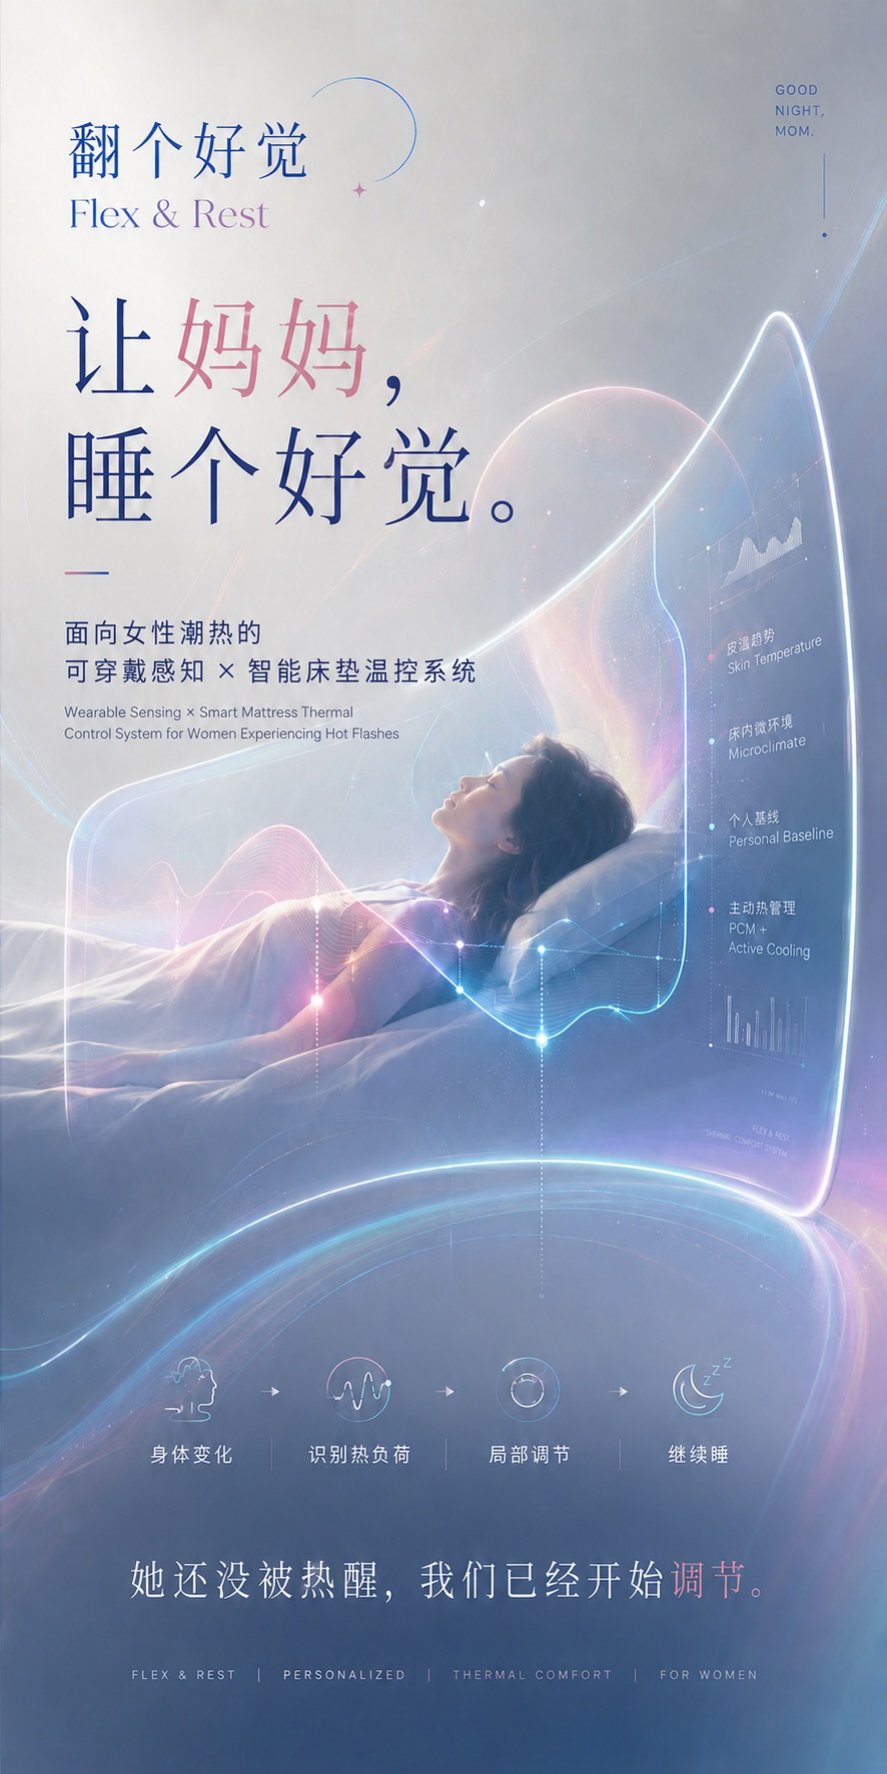 翻个好觉
Flex & Rest
GOOD
NIGHT,
MOM.
让妈妈，
睡个好觉。
面向女性潮热的
可穿戴感知 × 智能床垫温控系统
Wearable Sensing × Smart Mattress Thermal
Control System for Women Experiencing Hot Flashes
皮温趋势
Skin Temperature
床内微环境
Microclimate
个人基线
Personal Baseline
主动热管理
PCM +
Active Cooling
FLEX & REST
THERMAL COMFORT SYSTEM
身体变化
识别热负荷
局部调节
继续睡
zzz
她还没被热醒，我们已经开始调节。
FLEX & REST | PERSONALIZED | THERMAL COMFORT | FOR WOMEN